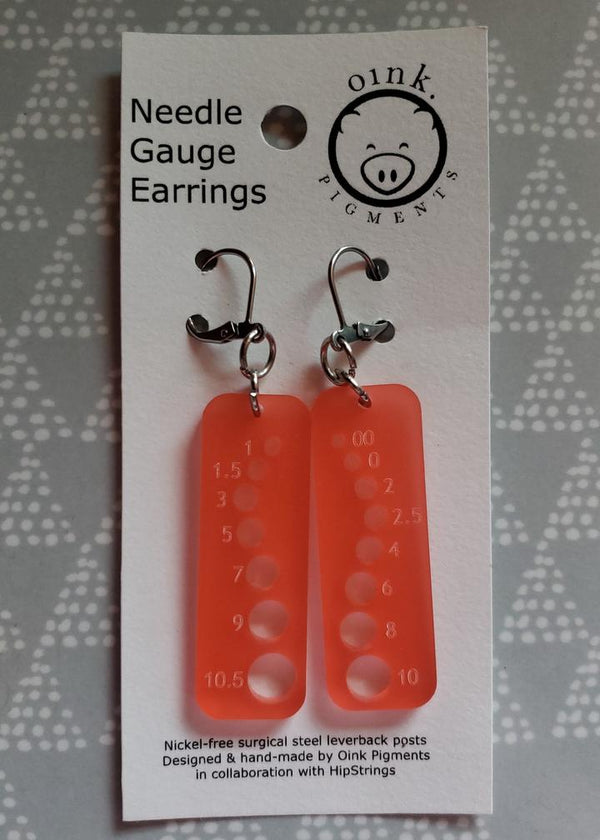 Needle
Gauge
Earrings
oink.
PIGMENTS
1
1.5
3
5
7
9
10.5
00
0
2
2.5
4
6
8
10
Nickel-free surgical steel leverback posts
Designed & hand-made by Oink Pigments
in collaboration with HipStrings